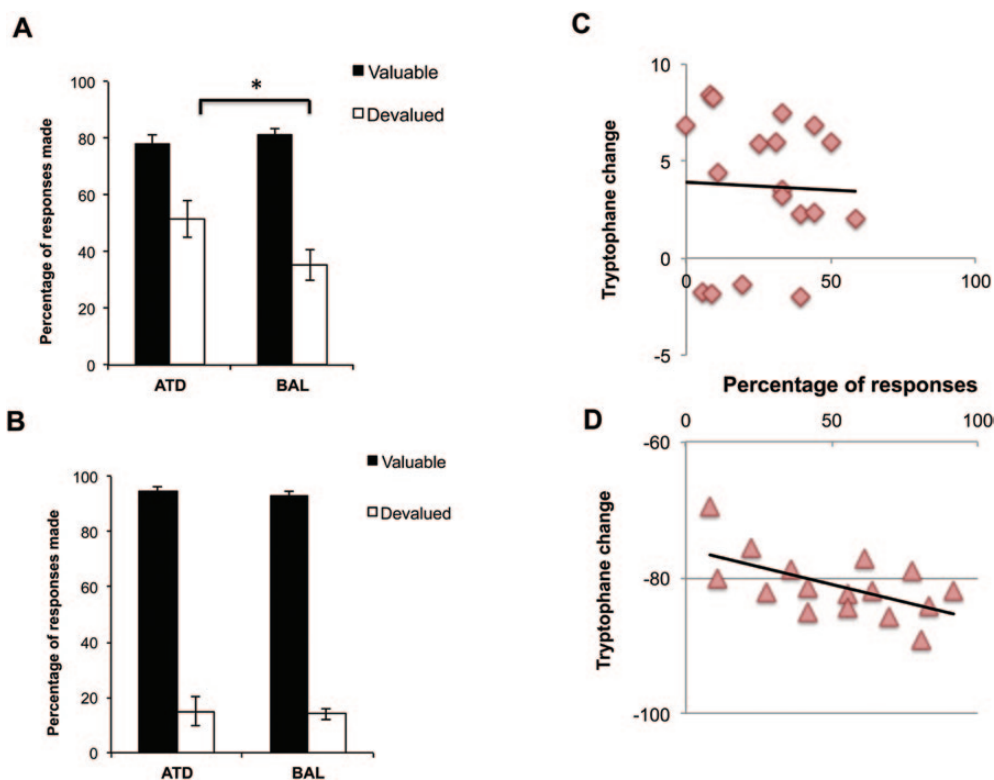 A
Valuable
Devalued
*
100
80
60
40
20
0
Percentage of responses made
ATD
BAL
B
Valuable
Devalued
100
80
60
40
20
0
Percentage of responses made
ATD
BAL
C
10
5
0
-5
0
50
100
Tryptophane change
Percentage of responses
D
0
50
100
-60
-80
-100
Tryptophane change